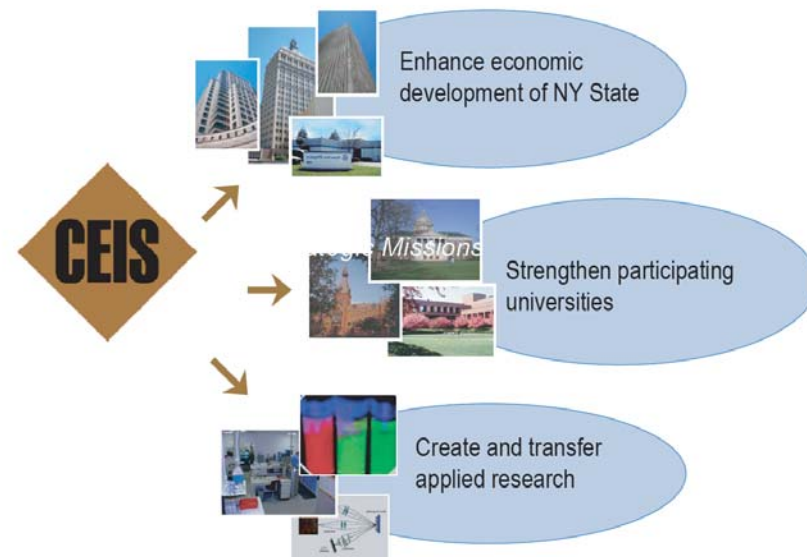 Enhance economic
development of NY State
CEIS
Missions
Strengthen participating
universities
Create and transfer
applied research